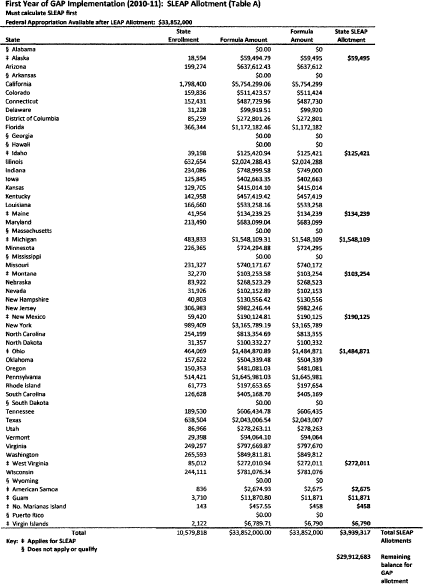 First Year of GAP Implementation (2010-11): SLEAP Allotment (Table A)
Must calculate SLEAP first
Federal Appropriation Available after LEAP Allotment: $33,852,000
State State Enrollment Formula Amount Formula Amount State SLEAP Allotment
§ Alabama $0.00 $0
‡ Alaska 18,594 $59,494.79 $59,495 $59,495
Arizona 199,274 $637,612.43 $637,612
§ Arkansas $0.00 $0
California 1,798,400 $5,754,299.06 $5,754,299
Colorado 159,836 $511,423.57 $511,424
Connecticut 152,431 $487,729.96 $487,730
Delaware 31,228 $99,919.51 $99,920
District of Columbia 85,259 $272,801.26 $272,801
Florida 366,344 $1,172,182.46 $1,172,182
§ Georgia $0.00 $0
§ Hawaii $0.00 $0
‡ Idaho 39,198 $125,420.94 $125,421 $125,421
Illinois 632,654 $2,024,288.43 $2,024,288
Indiana 234,086 $748,999.58 $749,000
Iowa 125,845 $402,663.35 $402,663
Kansas 129,705 $415,014.10 $415,014
Kentucky 142,958 $457,419.42 $457,419
Louisiana 166,660 $533,258.16 $533,258
‡ Maine 41,954 $134,239.25 $134,239 $134,239
Maryland 213,490 $683,099.04 $683,099
§ Massachusetts $0.00 $0
‡ Michigan 483,833 $1,548,109.31 $1,548,109 $1,548,109
Minnesota 226,365 $724,294.88 $724,295
§ Mississippi $0.00 $0
Missouri 231,327 $740,171.67 $740,172
‡ Montana 32,270 $103,253.58 $103,254 $103,254
Nebraska 83,922 $268,523.29 $268,523
Nevada 31,926 $102,152.89 $102,153
New Hampshire 40,803 $130,556.42 $130,556
New Jersey 306,983 $982,246.44 $982,246
‡ New Mexico 59,420 $190,124.81 $190,125 $190,125
New York 989,409 $3,165,789.19 $3,165,789
North Carolina 254,199 $813,354.69 $813,355
North Dakota 31,357 $100,332.27 $100,332
‡ Ohio 464,069 $1,484,870.89 $1,484,871 $1,484,871
Oklahoma 157,622 $504,339.48 $504,339
Oregon 150,353 $481,081.03 $481,081
Pennsylvania 514,421 $1,645,981.03 $1,645,981
Rhode Island 61,773 $197,653.65 $197,654
South Carolina 126,628 $405,168.70 $405,169
§ South Dakota $0.00 $0
Tennessee 189,530 $606,434.78 $606,435
Texas 638,504 $2,043,006.54 $2,043,007
Utah 86,966 $278,263.11 $278,263
Vermont 29,398 $94,064.10 $94,064
Virginia 249,297 $797,669.87 $797,670
Washington 265,593 $849,811.81 $849,812
‡ West Virginia 85,012 $272,010.94 $272,011 $272,011
Wisconsin 244,111 $781,076.34 $781,076
§ Wyoming $0.00 $0
‡ American Samoa 836 $2,674.93 $2,675 $2,675
‡ Guam 3,710 $11,870.80 $11,871 $11,871
‡ No. Marianas Island 143 $457.55 $458 $458
§ Puerto Rico $0.00 $0
‡ Virgin Islands 2,122 $6,789.71 $6,790 $6,790
Total 10,579,818 $33,852,000.00 $33,852,000 $3,939,317 Total SLEAP Allotments
Key: ‡ Applies for SLEAP
§ Does not apply or qualify
$29,912,683 Remaining balance for GAP allotment